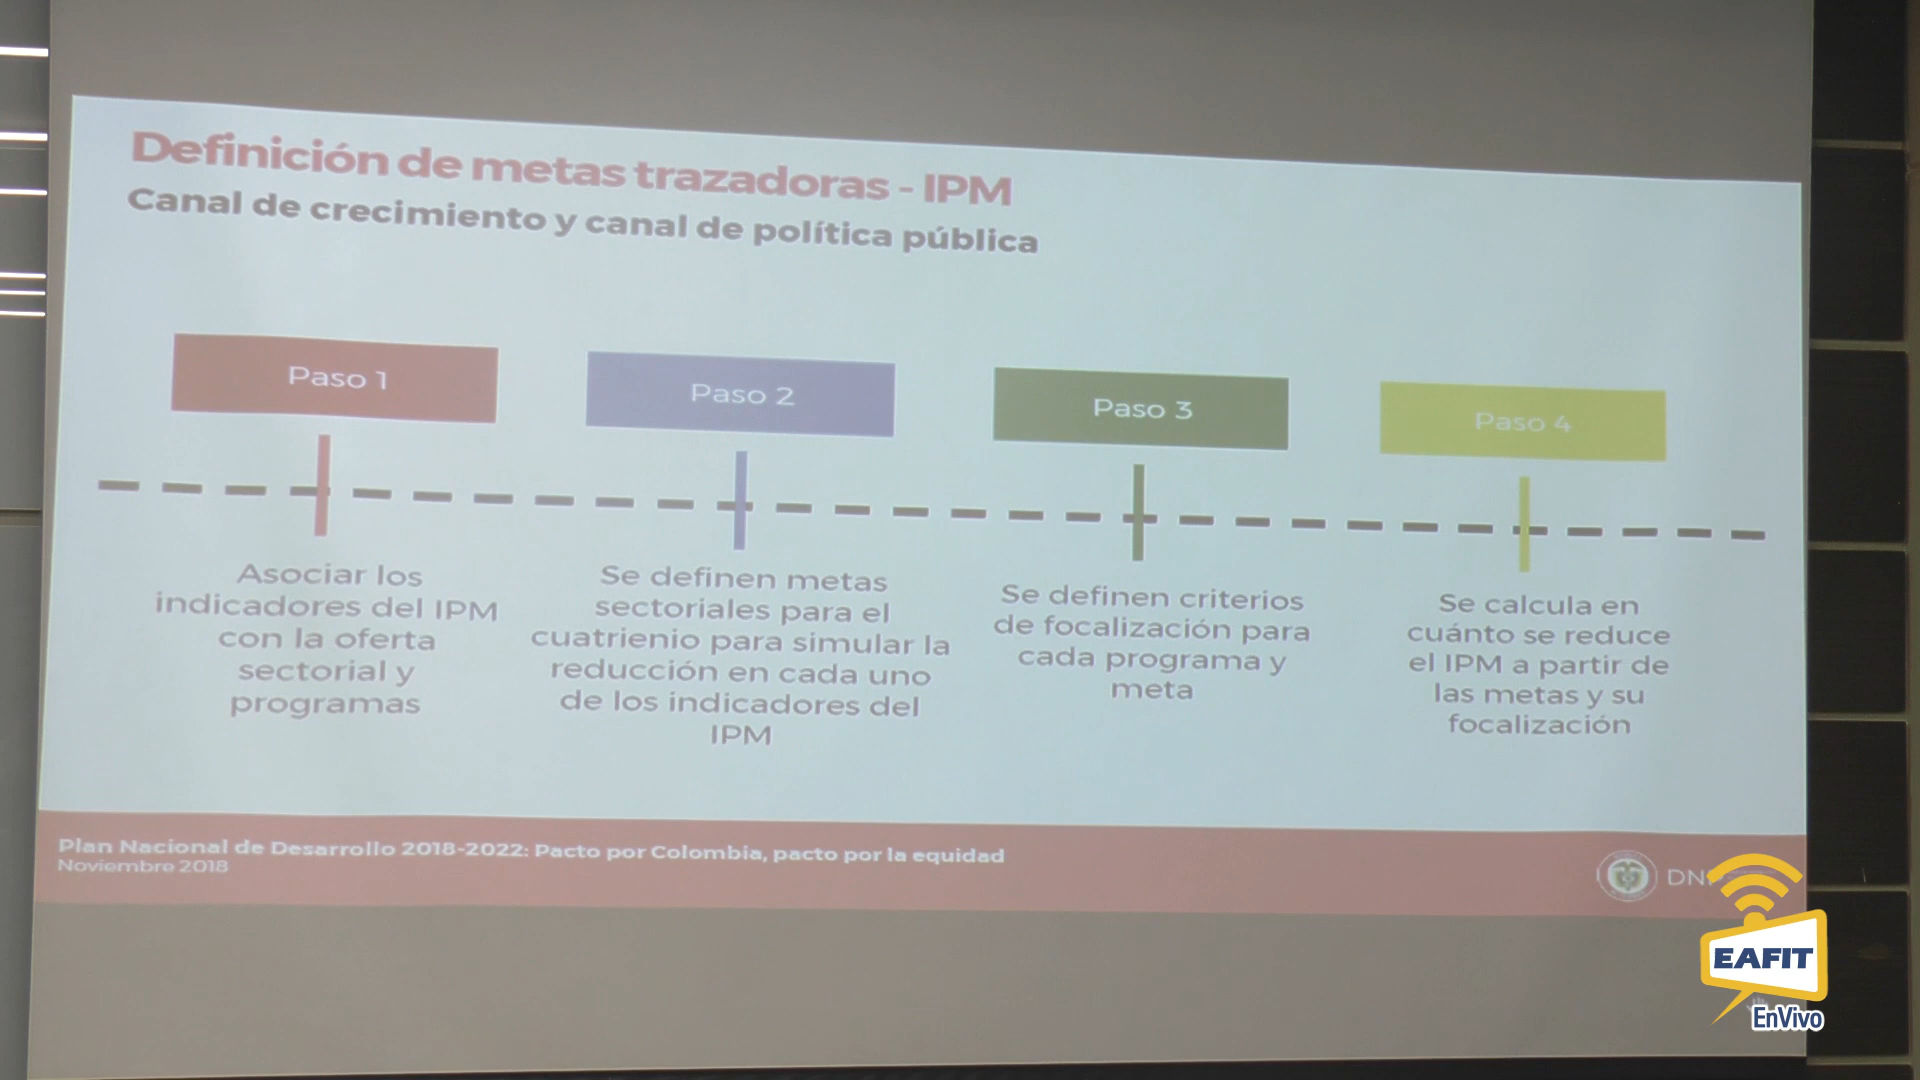 Definición de metas trazadoras - IPM
Canal de crecimiento y canal de política pública
Paso 1
Asociar los
indicadores del IPM
con la oferta
sectorial y
programas
Paso 2
Se definen metas
sectoriales para el
cuatrienio para simular la
reducción en cada uno
de los indicadores del
IPM
Paso 3
Se definen criterios
de focalización para
cada programa y
meta
Paso 4
Se calcula en
cuánto se reduce
el IPM a partir de
las metas y su
focalización
Plan Nacional de Desarrollo 2018-2022: Pacto por Colombia, pacto por la equidad
Noviembre 2018
EAFIT
EnVivo